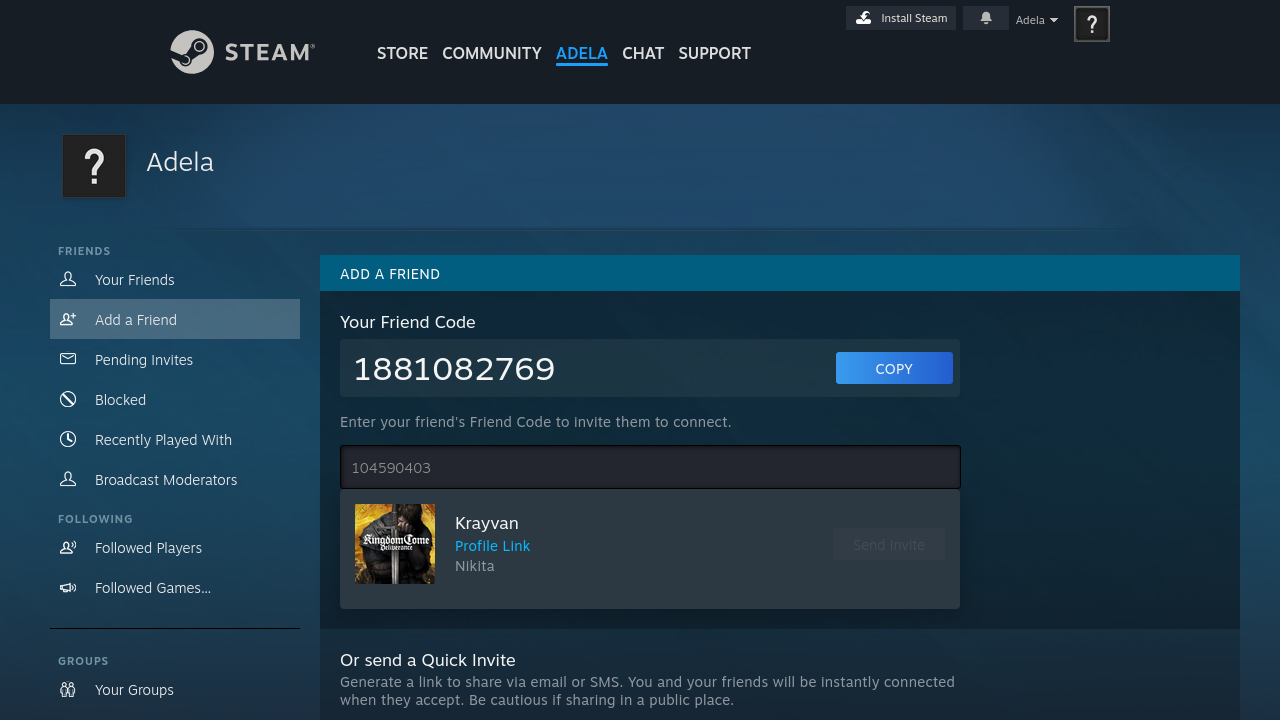 Install Steam
Adela
STEAM®
STORE
COMMUNITY
ADELA
CHAT
SUPPORT
Adela
FRIENDS
Your Friends
Add a Friend
Pending Invites
Blocked
Recently Played With
Broadcast Moderators
FOLLOWING
Followed Players
Followed Games...
GROUPS
Your Groups
ADD A FRIEND
Your Friend Code
1881082769
COPY
Enter your friend's Friend Code to invite them to connect.
104590403
Kingdom Come
Deliverance
Krayvan
Profile Link
Nikita
Send Invite
Or send a Quick Invite
Generate a link to share via email or SMS. You and your friends will be instantly connected
when they accept. Be cautious if sharing in a public place.